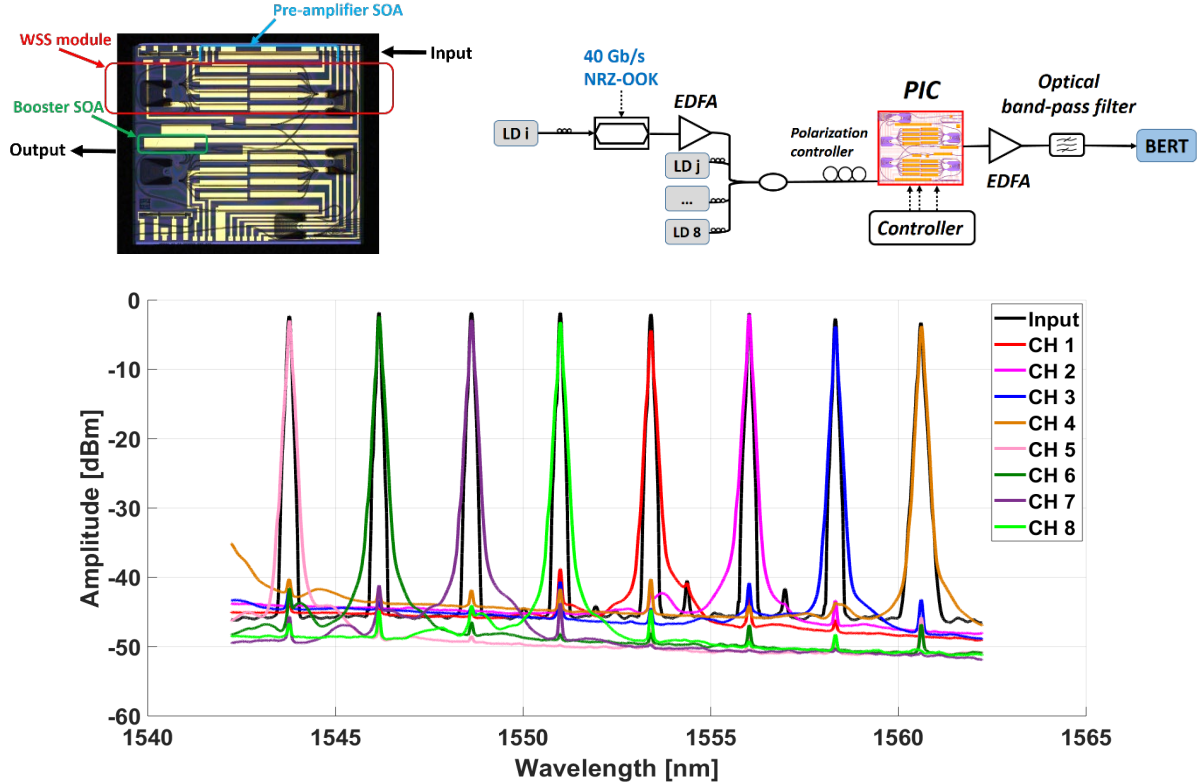 Pre-amplifier SOA
WSS module
Input
Booster SOA
Output
40 Gb/s
NRZ-OOK
EDFA
LD i
LD j
...
LD 8
Polarization
controller
PIC
Controller
EDFA
Optical
band-pass filter
BERT
0
-10
-20
-30
-40
-50
-60
Amplitude [dBm]
1540
1545
1550
1555
1560
1565
Wavelength [nm]
Input
CH 1
CH 2
CH 3
CH 4
CH 5
CH 6
CH 7
CH 8